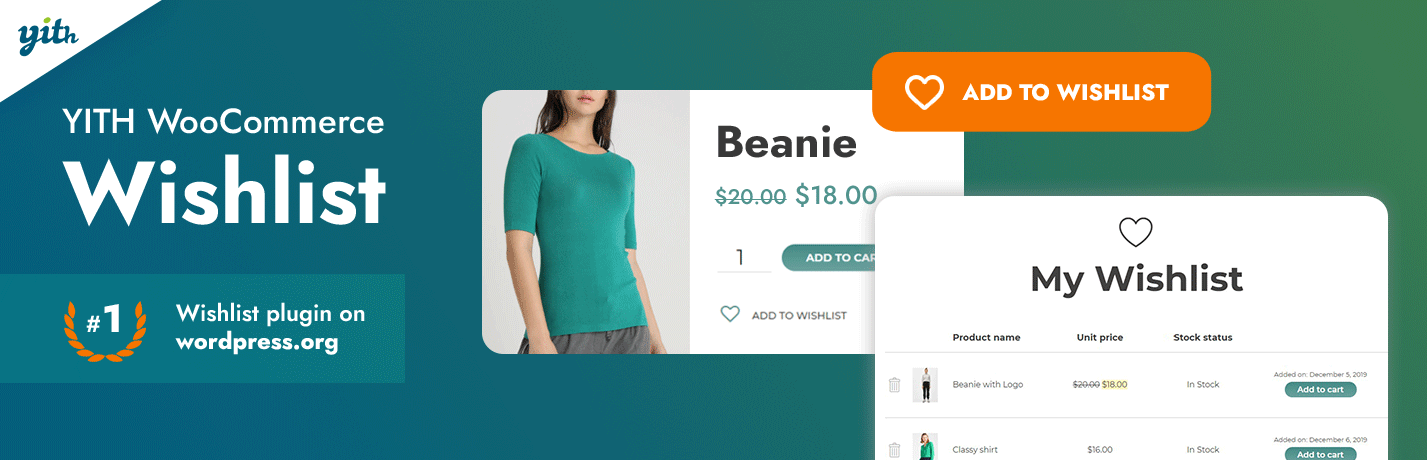 yith
YITH WooCommerce
Wishlist
#1
Wishlist plugin on
wordpress.org
Beanie
$20.00 $18.00
1
ADD TO CAR
ADD TO WISHLIST
ADD TO WISHLIST
My Wishlist
Product name Unit price Stock status
Added on: December 5, 2019
Beanie with Logo $20.00 $18.00 In Stock
Add to cart
Added on: December 6, 2019
Classy shirt $16.00 In Stock
Add to cart